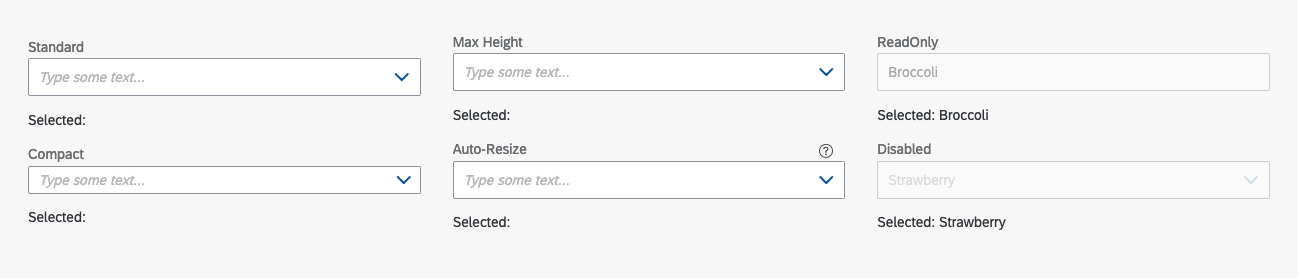 Standard
Type some text...
Selected:
Compact
Type some text...
Selected:
Max Height
Type some text...
Selected:
Auto-Resize ?
Type some text...
Selected:
ReadOnly
Broccoli
Selected: Broccoli
Disabled
Strawberry
Selected: Strawberry